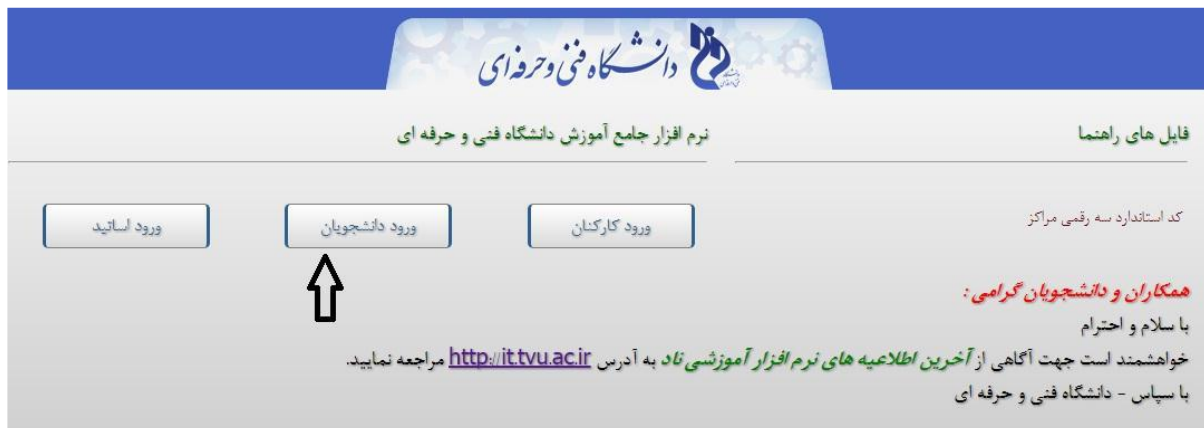 دانشگاه فنی و حرفه‌ای
فایل های راهنما
نرم افزار جامع آموزش دانشگاه فنی و حرفه ای
کد استاندارد سه رقمی مراکز
ورود کارکنان
ورود دانشجویان
ورود اساتید
همکاران و دانشجویان گرامی :
با سلام و احترام
خواهشمند است جهت آگاهی از آخرین اطلاعیه های نرم افزار آموزشی ناد به آدرس http://it.tvu.ac.ir مراجعه نمایید.
با سپاس - دانشگاه فنی و حرفه ای